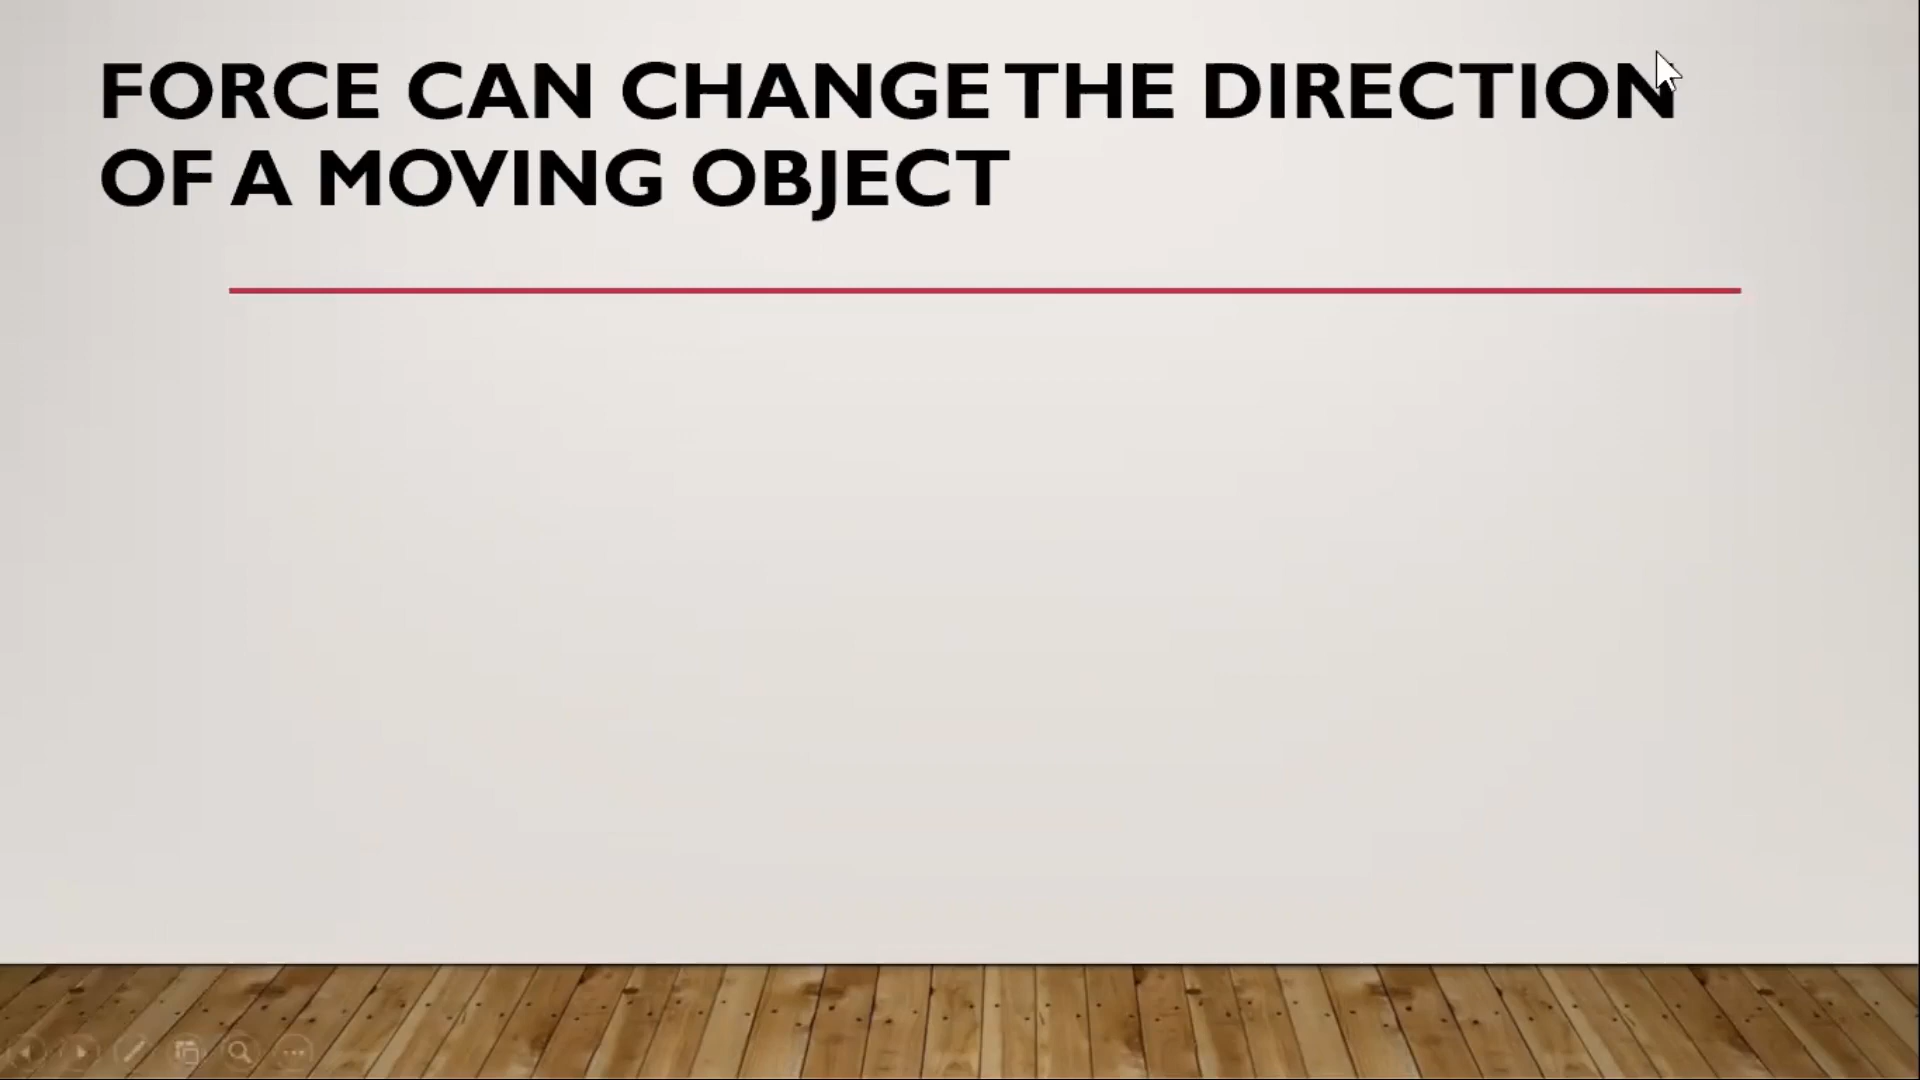 FORCE CAN CHANGE THE DIRECTION
OF A MOVING OBJECT